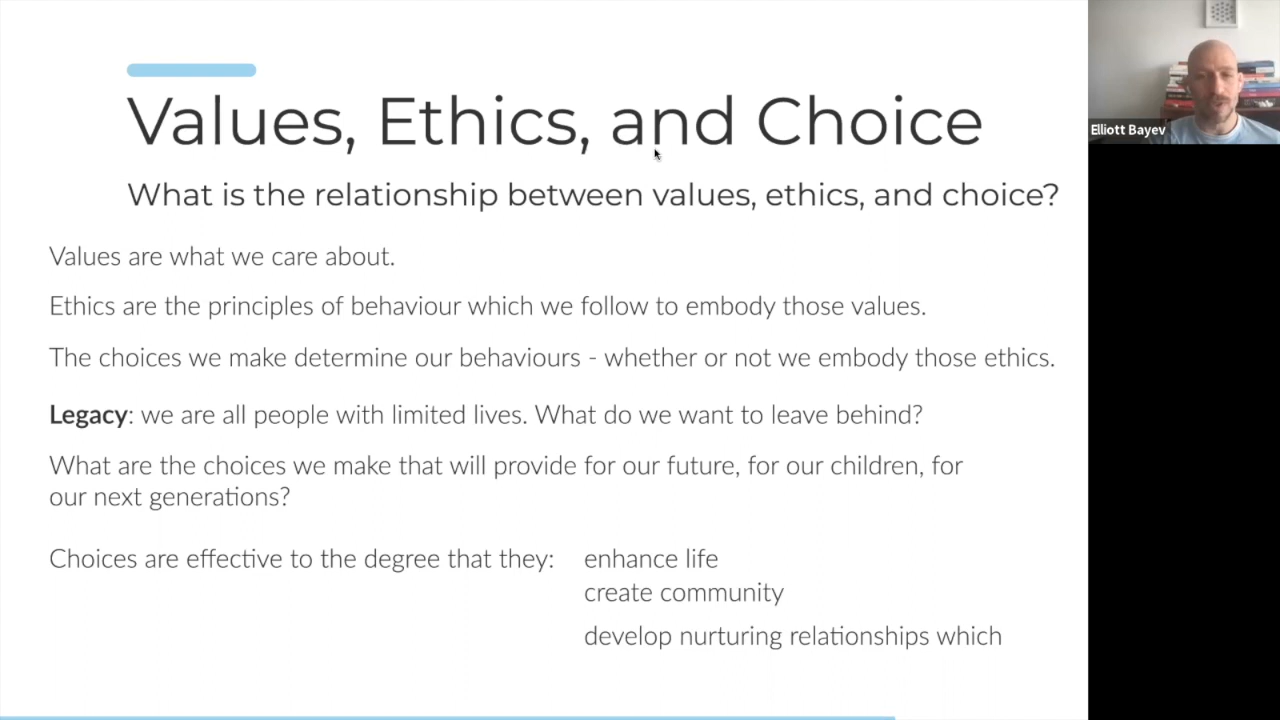 Values, Ethics, and Choice
What is the relationship between values, ethics, and choice?
Values are what we care about.
Ethics are the principles of behaviour which we follow to embody those values.
The choices we make determine our behaviours - whether or not we embody those ethics.
Legacy: we are all people with limited lives. What do we want to leave behind?
What are the choices we make that will provide for our future, for our children, for
our next generations?
Choices are effective to the degree that they: enhance life
create community
develop nurturing relationships which
Elliott Bayev